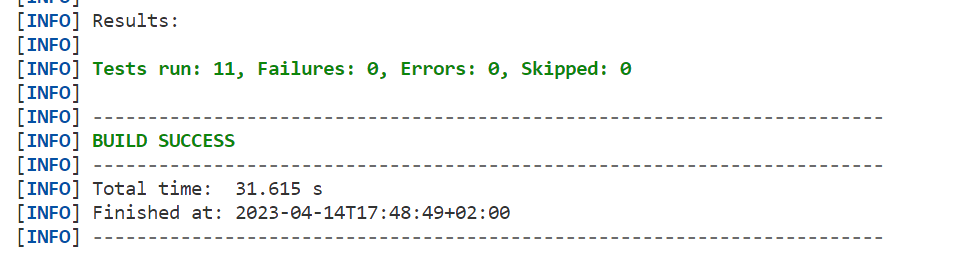 [INFO]
[INFO] Results:
[INFO]
[INFO] Tests run: 11, Failures: 0, Errors: 0, Skipped: 0
[INFO]
[INFO] ------------------------------------------------------------------------
[INFO] BUILD SUCCESS
[INFO] ------------------------------------------------------------------------
[INFO] Total time:  31.615 s
[INFO] Finished at: 2023-04-14T17:48:49+02:00
[INFO] ------------------------------------------------------------------------